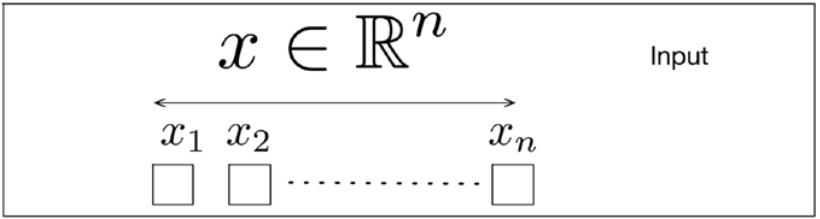 x ∈ ℝⁿ
Input
x₁ x₂ xₙ